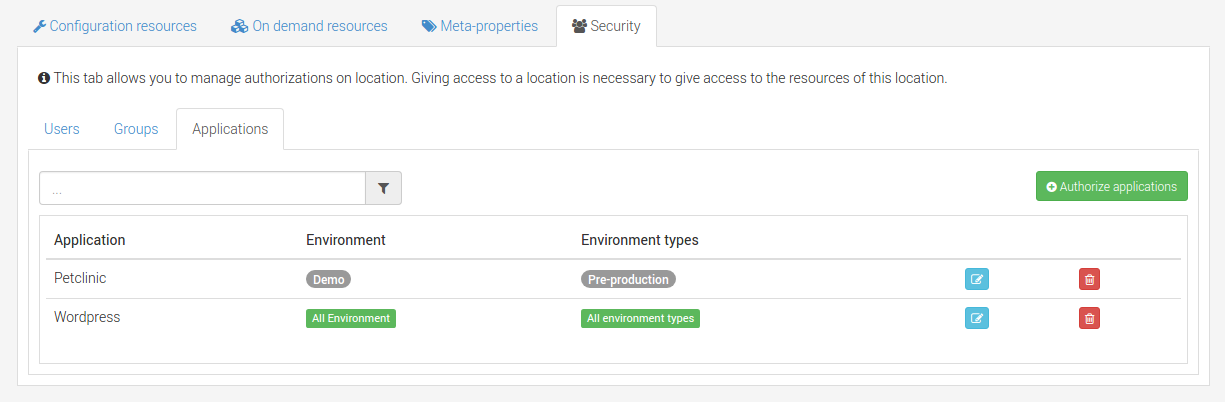 Configuration resources On demand resources Meta-properties Security
This tab allows you to manage authorizations on location. Giving access to a location is necessary to give access to the resources of this location.
Users Groups Applications
... Authorize applications
Application Environment Environment types
Petclinic Demo Pre-production
Wordpress All Environment All environment types